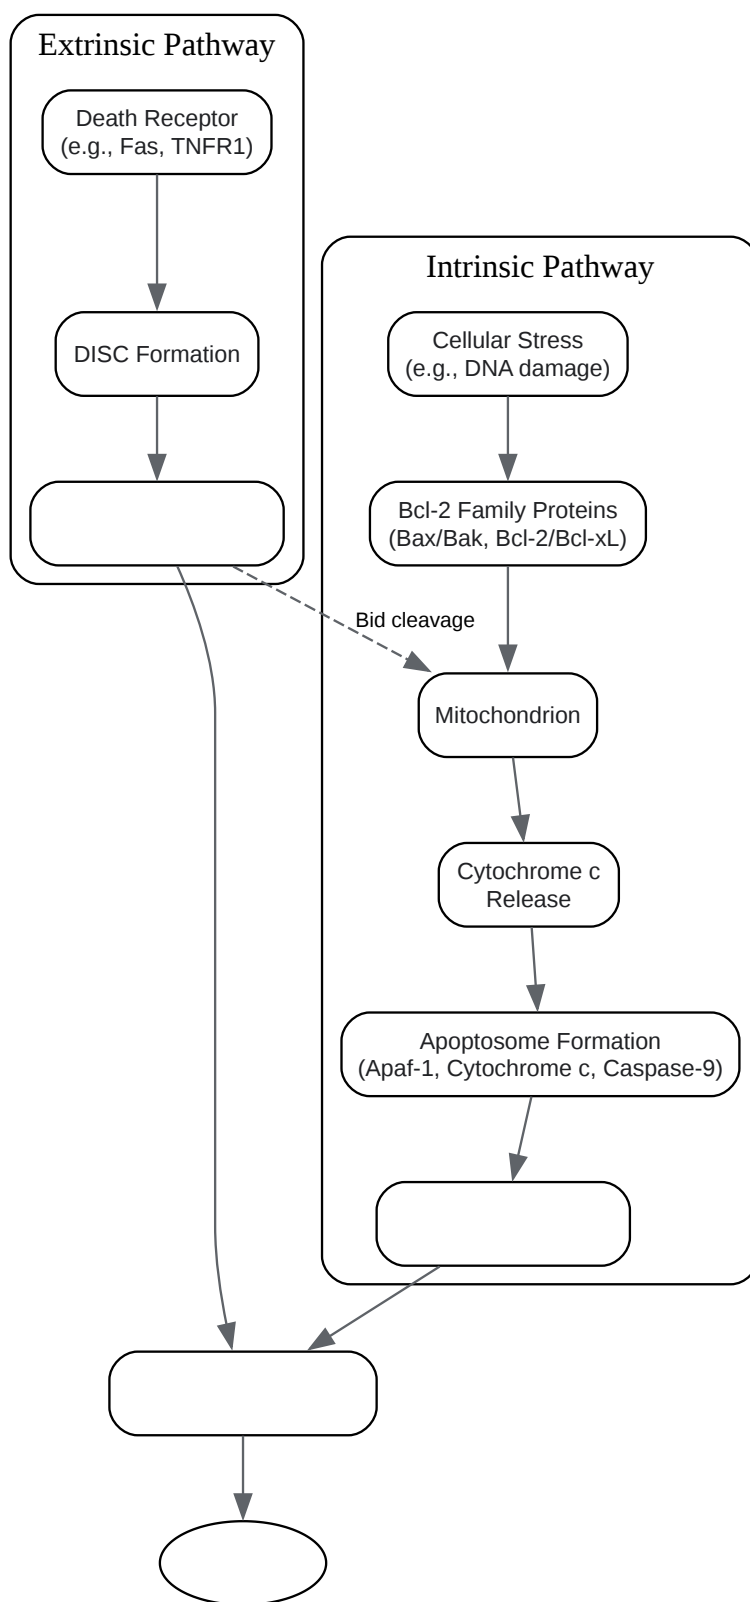 Extrinsic Pathway
Death Receptor
(e.g., Fas, TNFR1)
DISC Formation
Intrinsic Pathway
Cellular Stress
(e.g., DNA damage)
Bcl-2 Family Proteins
(Bax/Bak, Bcl-2/Bcl-xL)
Bid cleavage
Mitochondrion
Cytochrome c
Release
Apoptosome Formation
(Apaf-1, Cytochrome c, Caspase-9)